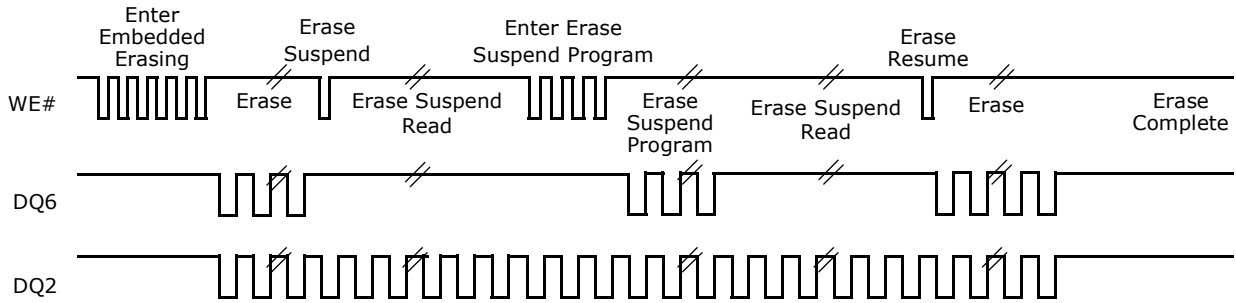 Enter
Embedded
Erasing
Erase
Suspend
Enter Erase
Suspend Program
Erase
Resume
WE#
Erase
Erase Suspend
Read
Erase
Suspend
Program
Erase Suspend
Read
Erase
Erase
Complete
DQ6
DQ2